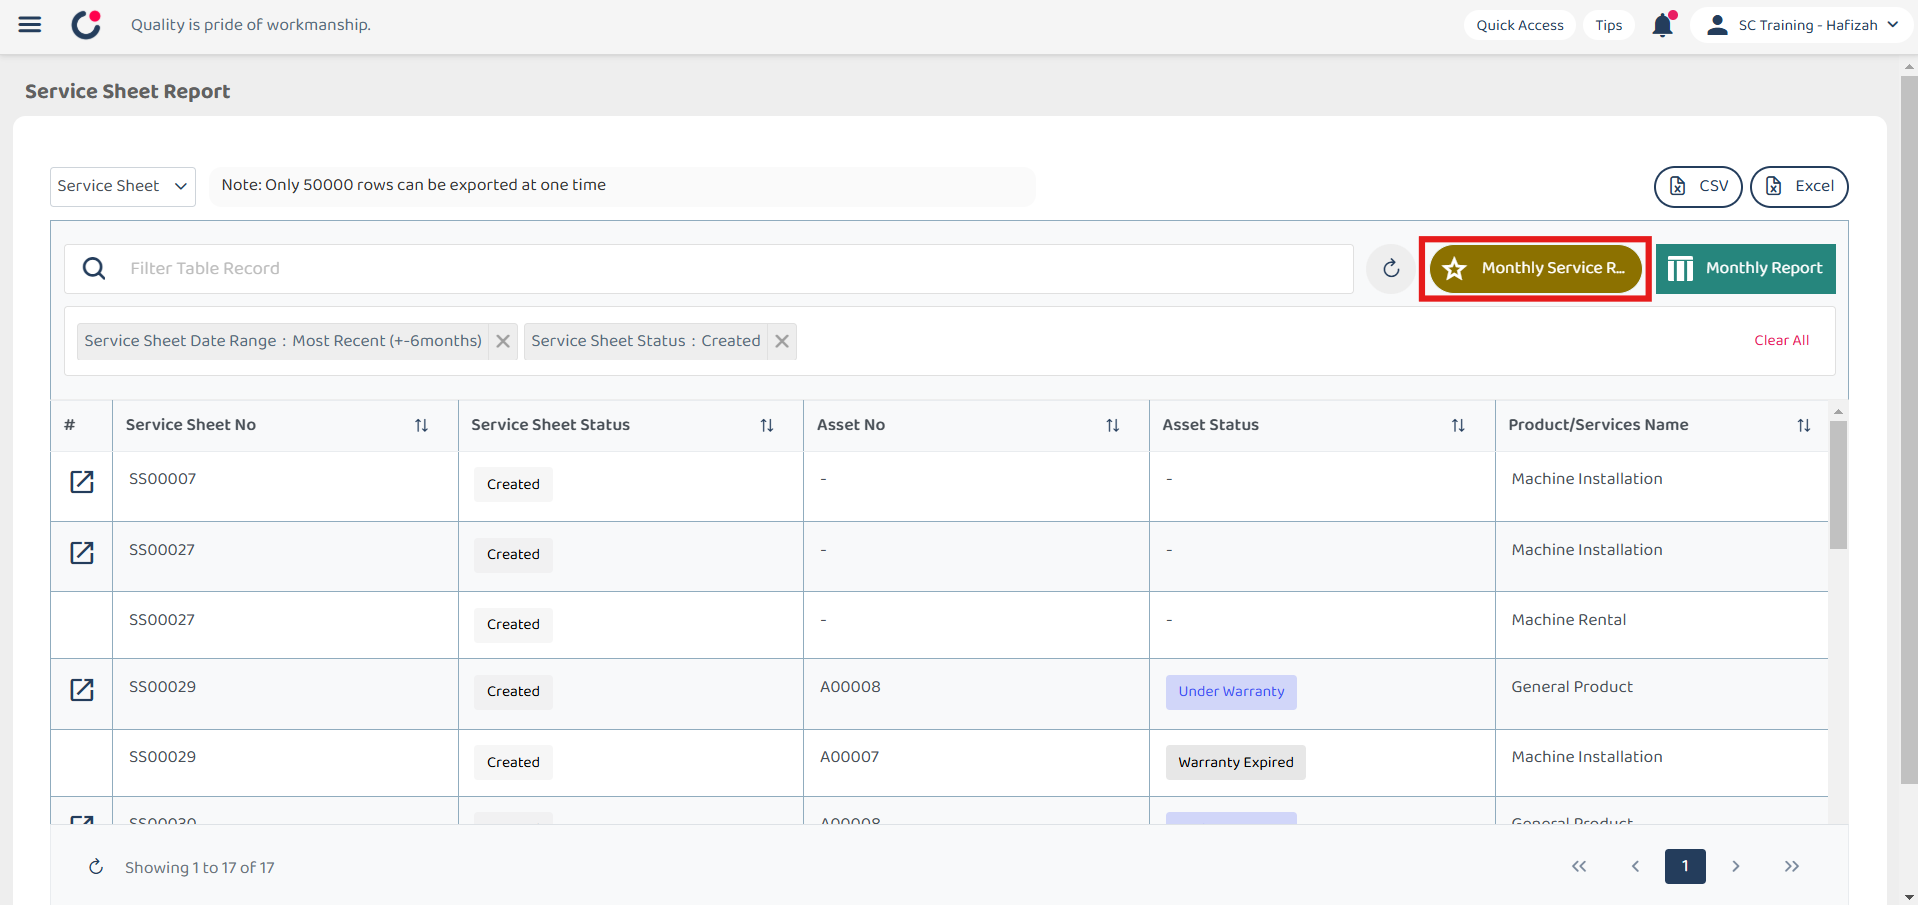 Quality is pride of workmanship.
Quick Access
Tips
SC Training - Hafizah
Service Sheet Report
Service Sheet
Note: Only 50000 rows can be exported at one time
CSV
Excel
Filter Table Record
Monthly Service R...
Monthly Report
Service Sheet Date Range : Most Recent (+-6months)
Service Sheet Status : Created
Clear All
# Service Sheet No Service Sheet Status Asset No Asset Status Product/Services Name
SS00007 Created - - Machine Installation
SS00027 Created - - Machine Installation
SS00027 Created - - Machine Rental
SS00029 Created A00008 Under Warranty General Product
SS00029 Created A00007 Warranty Expired Machine Installation
SS00030 A00008 General Product
Showing 1 to 17 of 17
1